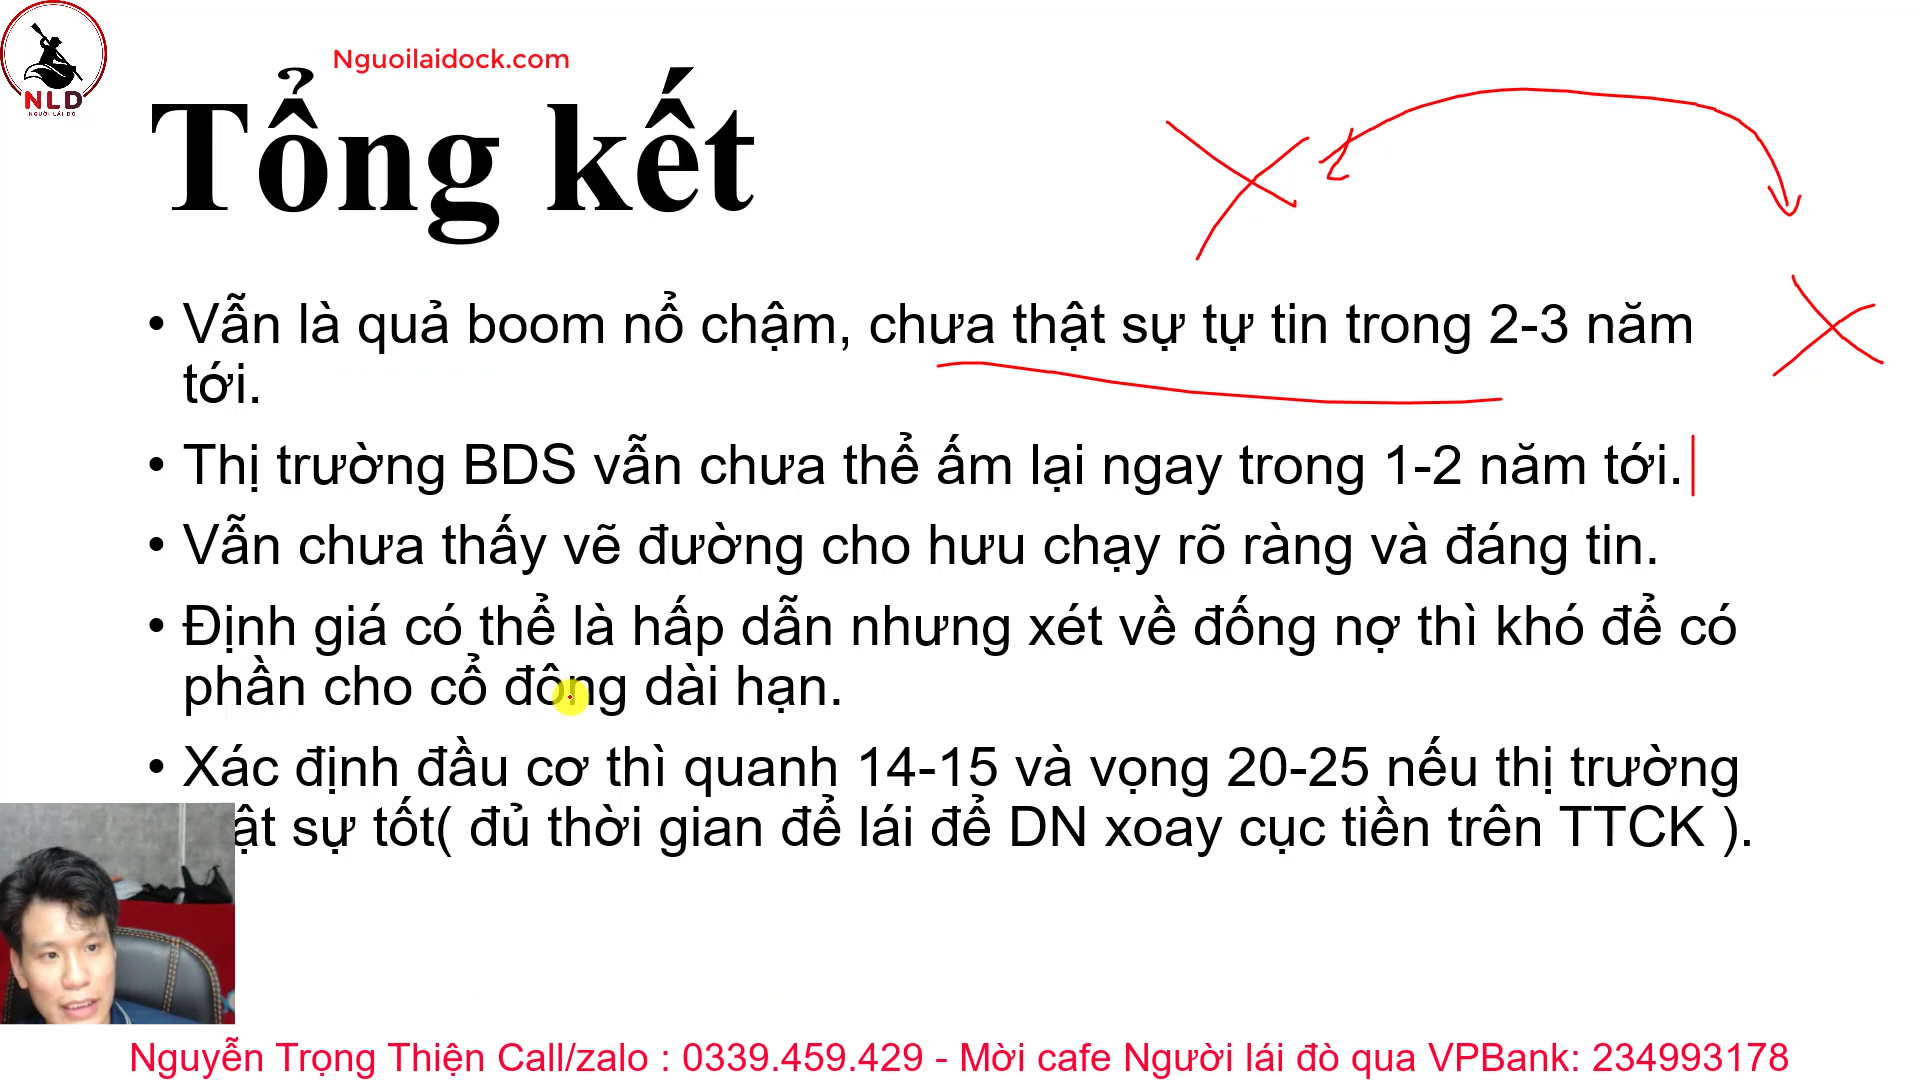 NLD
NGƯỜI LÁI ĐÒ
Nguoilaidock.com
Tổng kết
• Vẫn là quả boom nổ chậm, chưa thật sự tự tin trong 2-3 năm
tới.
• Thị trường BDS vẫn chưa thể ấm lại ngay trong 1-2 năm tới.
• Vẫn chưa thấy vẽ đường cho hưu chạy rõ ràng và đáng tin.
• Định giá có thể là hấp dẫn nhưng xét về đống nợ thì khó để có
phần cho cổ đông dài hạn.
• Xác định đầu cơ thì quanh 14-15 và vọng 20-25 nếu thị trường
ật sự tốt( đủ thời gian để lái để DN xoay cục tiền trên TTCK ).
Nguyễn Trọng Thiện Call/zalo : 0339.459.429 - Mời cafe Người lái đò qua VPBank: 234993178